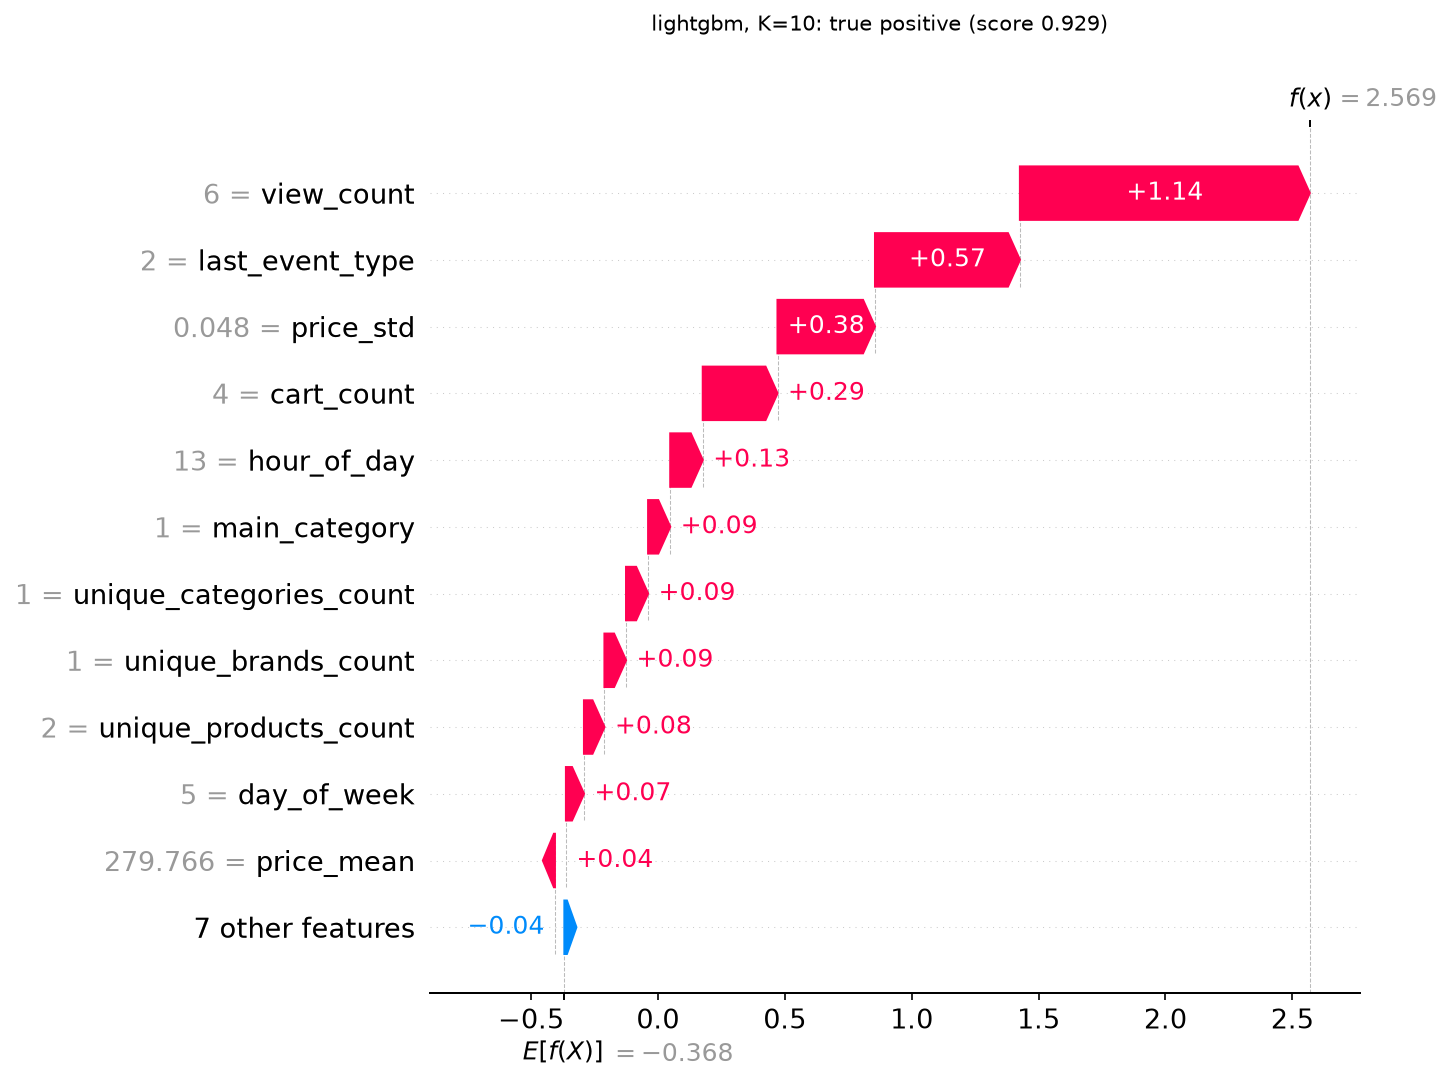 lightgbm, K=10: true positive (score 0.929)
f(x) = 2.569
6 = view_count +1.14
2 = last_event_type +0.57
0.048 = price_std +0.38
4 = cart_count +0.29
13 = hour_of_day +0.13
1 = main_category +0.09
1 = unique_categories_count +0.09
1 = unique_brands_count +0.09
2 = unique_products_count +0.08
5 = day_of_week +0.07
279.766 = price_mean +0.04
7 other features −0.04
−0.5 0.0 0.5 1.0 1.5 2.0 2.5
E[f(X)] = −0.368